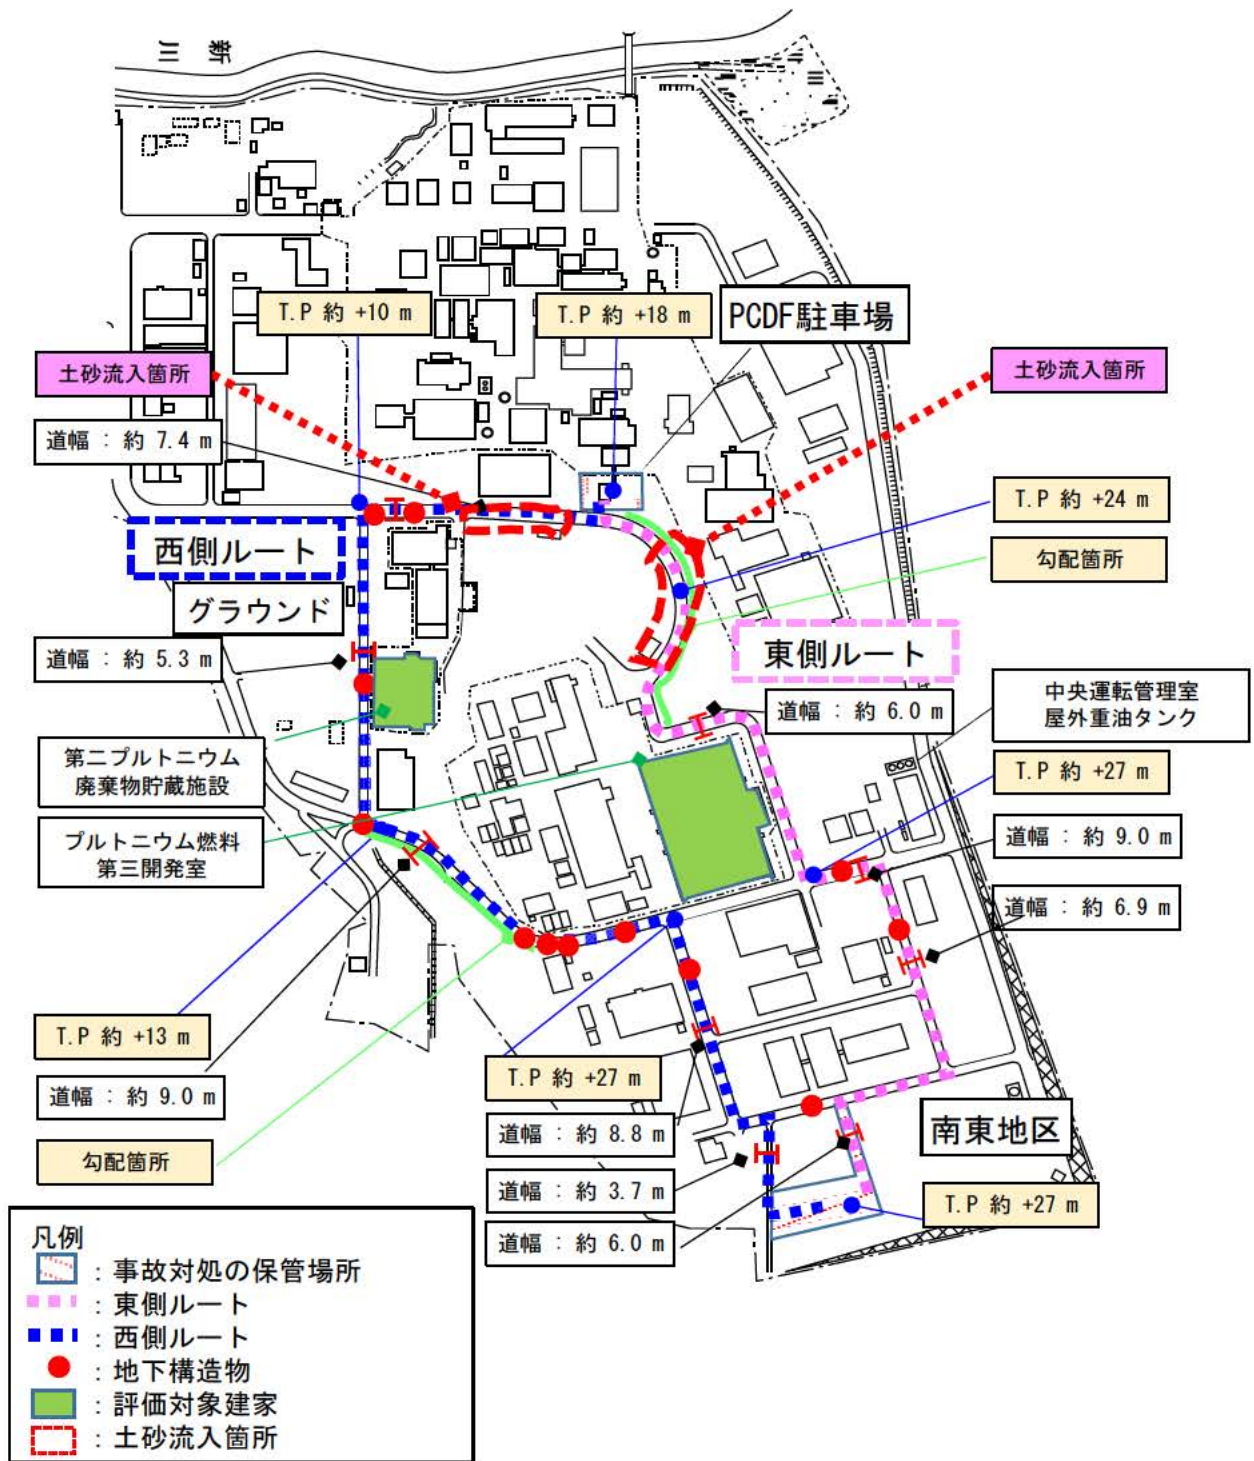 新川
T.P 約 +10 m
T.P 約 +18 m
PCDF駐車場
土砂流入箇所
土砂流入箇所
道幅 : 約 7.4 m
T.P 約 +24 m
西側ルート
勾配箇所
グラウンド
東側ルート
道幅 : 約 5.3 m
道幅 : 約 6.0 m
中央運転管理室
屋外重油タンク
第二プルトニウム
廃棄物貯蔵施設
T.P 約 +27 m
プルトニウム燃料
第三開発室
道幅 : 約 9.0 m
道幅 : 約 6.9 m
T.P 約 +13 m
T.P 約 +27 m
道幅 : 約 9.0 m
道幅 : 約 8.8 m
南東地区
勾配箇所
道幅 : 約 3.7 m
T.P 約 +27 m
道幅 : 約 6.0 m
凡例
: 事故対処の保管場所
: 東側ルート
: 西側ルート
: 地下構造物
: 評価対象建家
: 土砂流入箇所